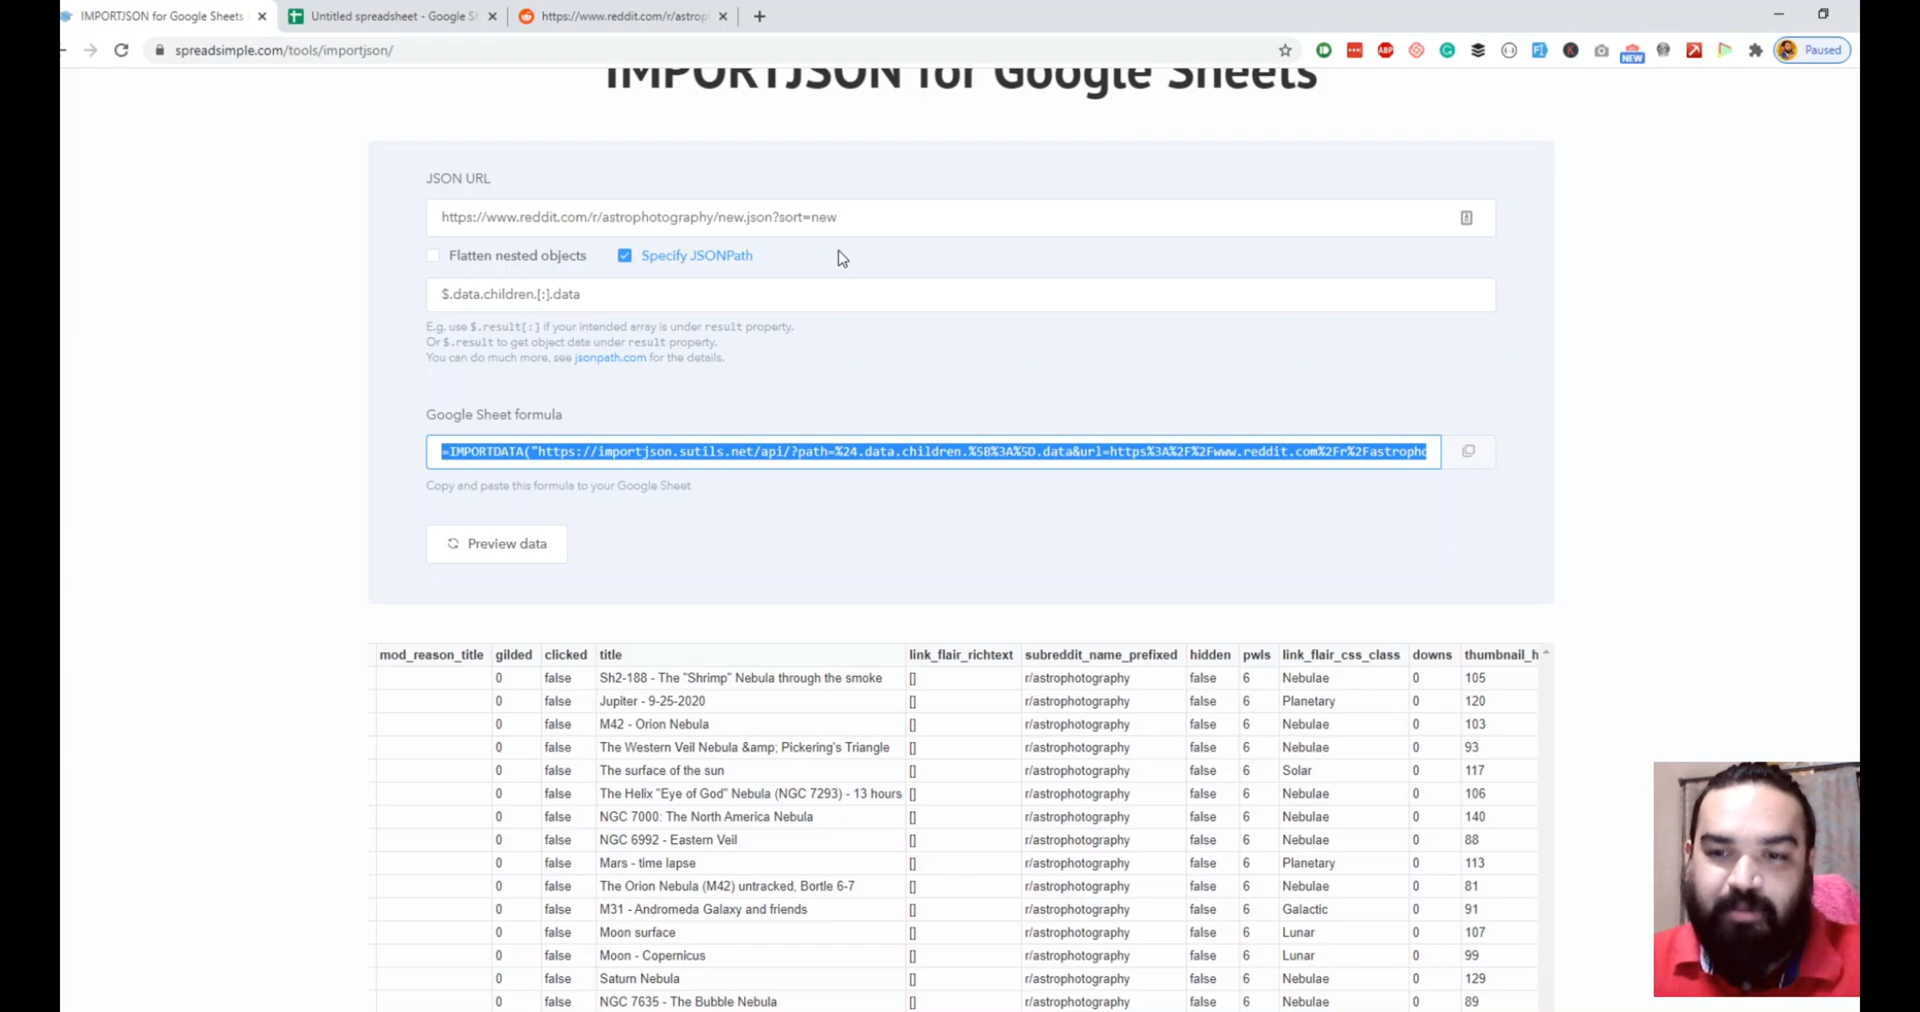 IMPORTJSON for Google Sheets
Untitled spreadsheet - Google S
https://www.reddit.com/r/astrop
spreadsimple.com/tools/importjson/
ABP
NEW
Paused
IMPORTJSON for Google Sheets
JSON URL
https://www.reddit.com/r/astrophotography/new.json?sort=new
Flatten nested objects
Specify JSONPath
$.data.children.[:].data
E.g. use $.result[:] if your intended array is under result property.
Or $.result to get object data under result property.
You can do much more, see jsonpath.com for the details.
Google Sheet formula
=IMPORTDATA("https://importjson.sutils.net/api/?path=%24.data.children.%5B%3A%5D.data&url=https%3A%2F%2Fwww.reddit.com%2Fr%2Fastropho
Copy and paste this formula to your Google Sheet
Preview data
mod_reason_title gilded clicked title link_flair_richtext subreddit_name_prefixed hidden pwls link_flair_css_class downs thumbnail_h
0 false Sh2-188 - The "Shrimp" Nebula through the smoke [] r/astrophotography false 6 Nebulae 0 105
0 false Jupiter - 9-25-2020 [] r/astrophotography false 6 Planetary 0 120
0 false M42 - Orion Nebula [] r/astrophotography false 6 Nebulae 0 103
0 false The Western Veil Nebula &amp; Pickering's Triangle [] r/astrophotography false 6 Nebulae 0 93
0 false The surface of the sun [] r/astrophotography false 6 Solar 0 117
0 false The Helix "Eye of God" Nebula (NGC 7293) - 13 hours [] r/astrophotography false 6 Nebulae 0 106
0 false NGC 7000: The North America Nebula [] r/astrophotography false 6 Nebulae 0 140
0 false NGC 6992 - Eastern Veil [] r/astrophotography false 6 Nebulae 0 88
0 false Mars - time lapse [] r/astrophotography false 6 Planetary 0 113
0 false The Orion Nebula (M42) untracked, Bortle 6-7 [] r/astrophotography false 6 Nebulae 0 81
0 false M31 - Andromeda Galaxy and friends [] r/astrophotography false 6 Galactic 0 91
0 false Moon surface [] r/astrophotography false 6 Lunar 0 107
0 false Moon - Copernicus [] r/astrophotography false 6 Lunar 0 99
0 false Saturn Nebula [] r/astrophotography false 6 Nebulae 0 129
0 false NGC 7635 - The Bubble Nebula [] r/astrophotography false 6 Nebulae 0 89